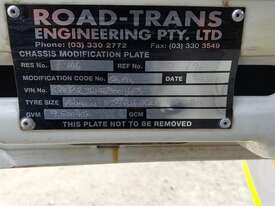 ROAD-TRANS
ENGINEERING PTY. LTD
Phone: (03) 330 2772 Fax: (03) 330 3549
CHASSIS MODIFICATION PLATE
RES No. REF No.
MODIFICATION CODE No. DATE
VIN No.
TYRE SIZE
GVM GCM
THIS PLATE NOT TO BE REMOVED